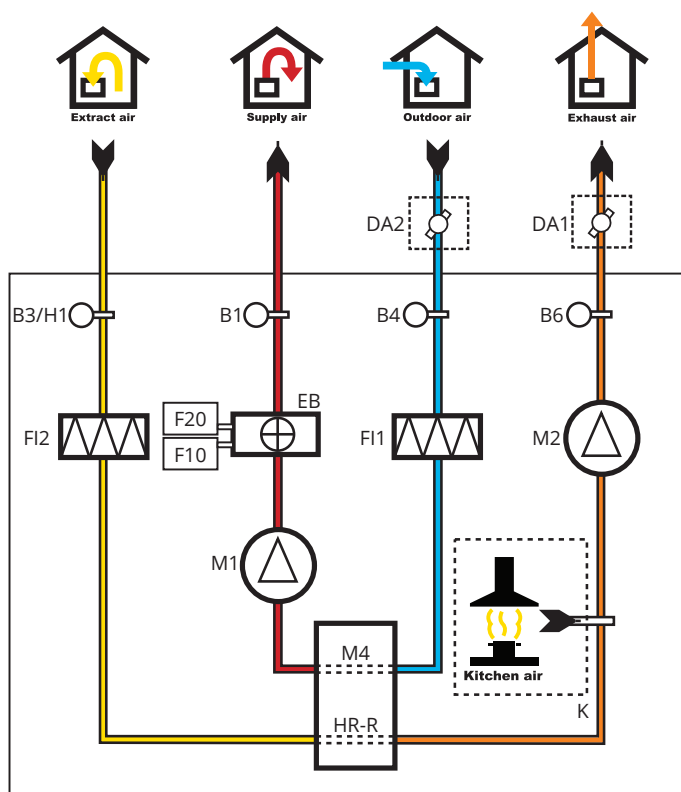 Extract air
Supply air
Outdoor air
Exhaust air
DA2
DA1
B3/H1
B1
B4
B6
EB
F20
F10
FI2
FI1
M2
M1
M4
HR-R
Kitchen air
K